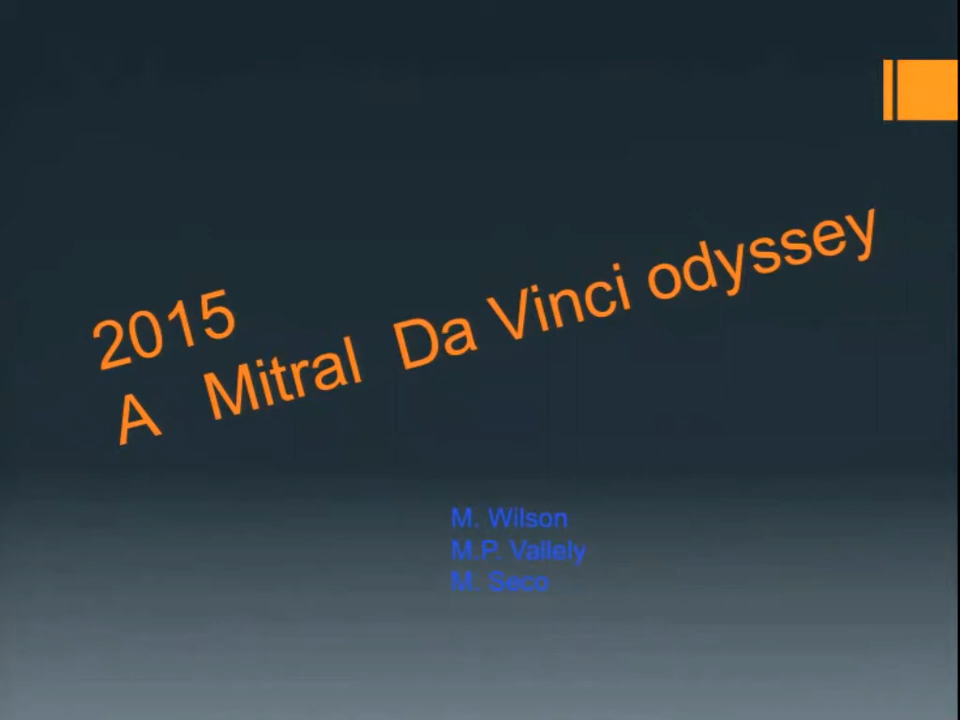 2015
A Mitral Da Vinci odyssey
M. Wilson
M.P. Vallely
M. Seco